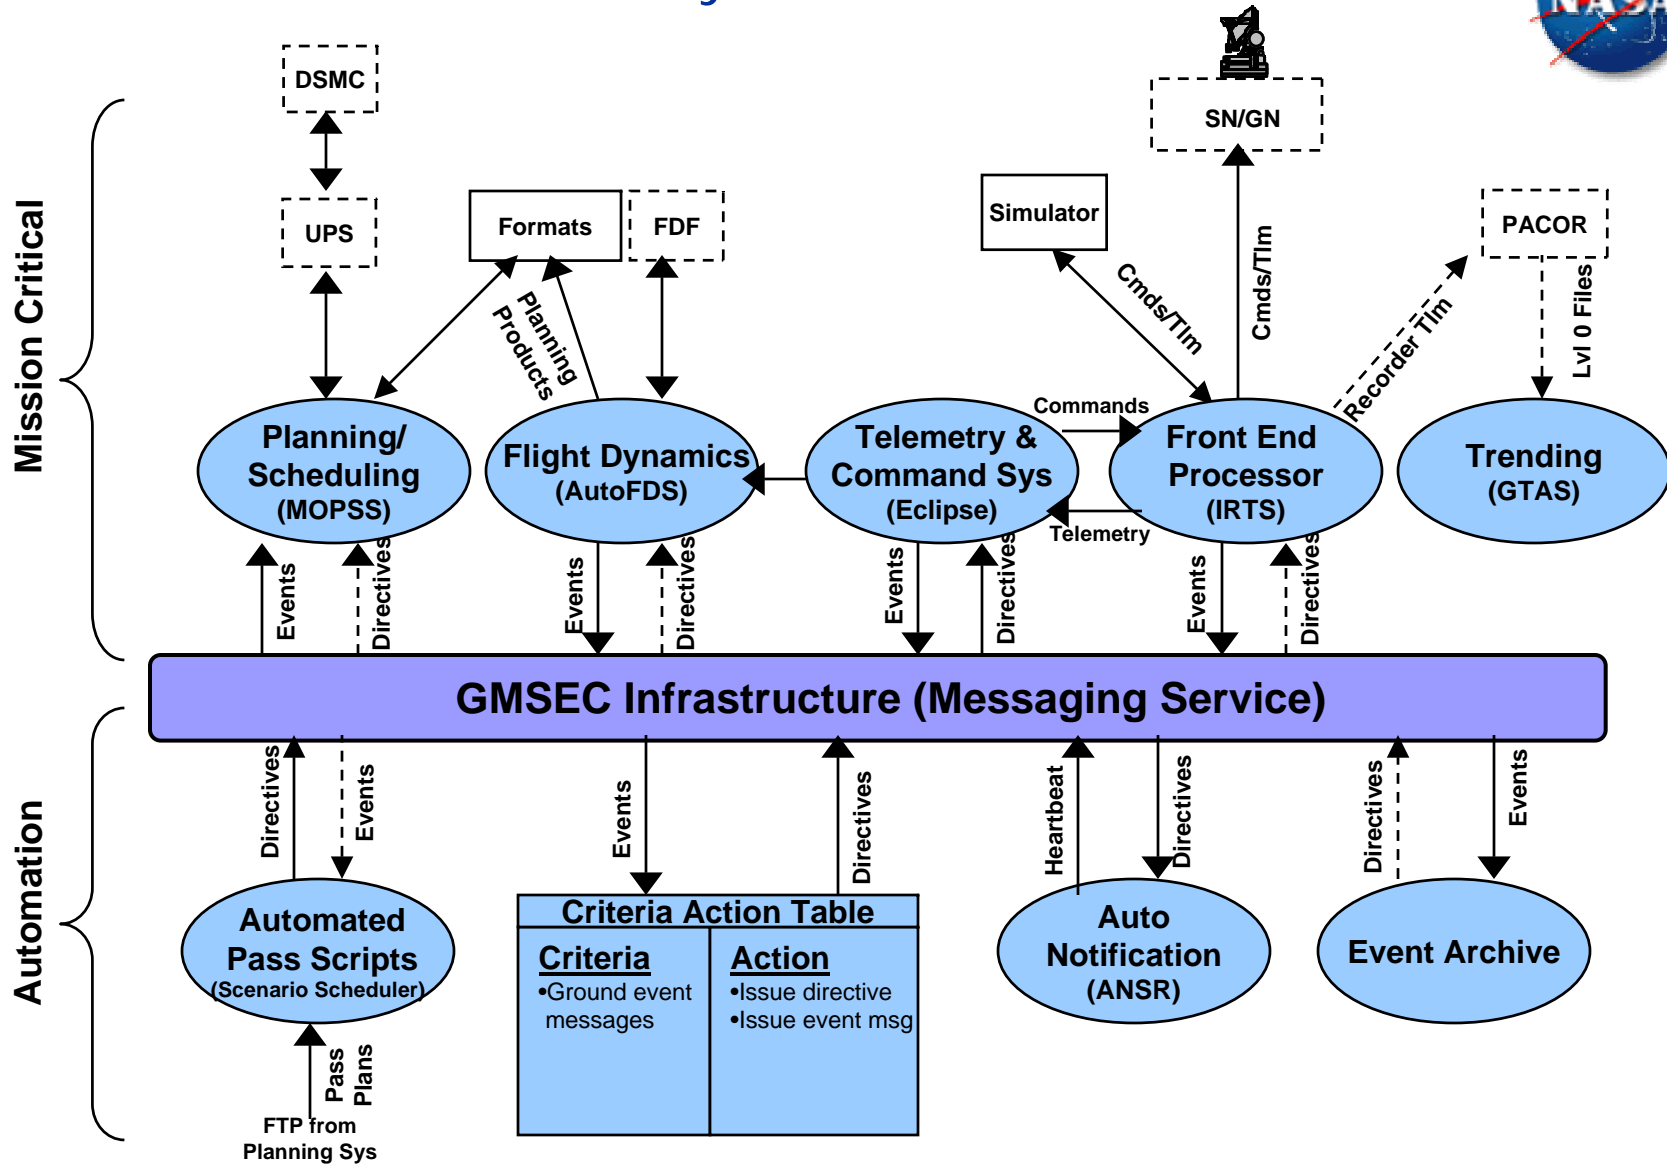 g
NASA
DSMC
SN/GN
Simulator
UPS
Formats
FDF
PACOR
Mission Critical
Planning
Products
Cmds/Tlm
Cmds/Tlm
Recorder Tlm
Lvl 0 Files
Planning/
Scheduling
(MOPSS)
Flight Dynamics
(AutoFDS)
Telemetry &
Command Sys
(Eclipse)
Commands
Telemetry
Front End
Processor
(IRTS)
Trending
(GTAS)
Events
Directives
Events
Directives
Events
Directives
Events
Directives
GMSEC Infrastructure (Messaging Service)
Automation
Directives
Events
Events
Directives
Heartbeat
Directives
Directives
Events
Automated
Pass Scripts
(Scenario Scheduler)
Criteria Action Table
Criteria
•Ground event
messages
Action
•Issue directive
•Issue event msg
Auto
Notification
(ANSR)
Event Archive
Pass
Plans
FTP from
Planning Sys